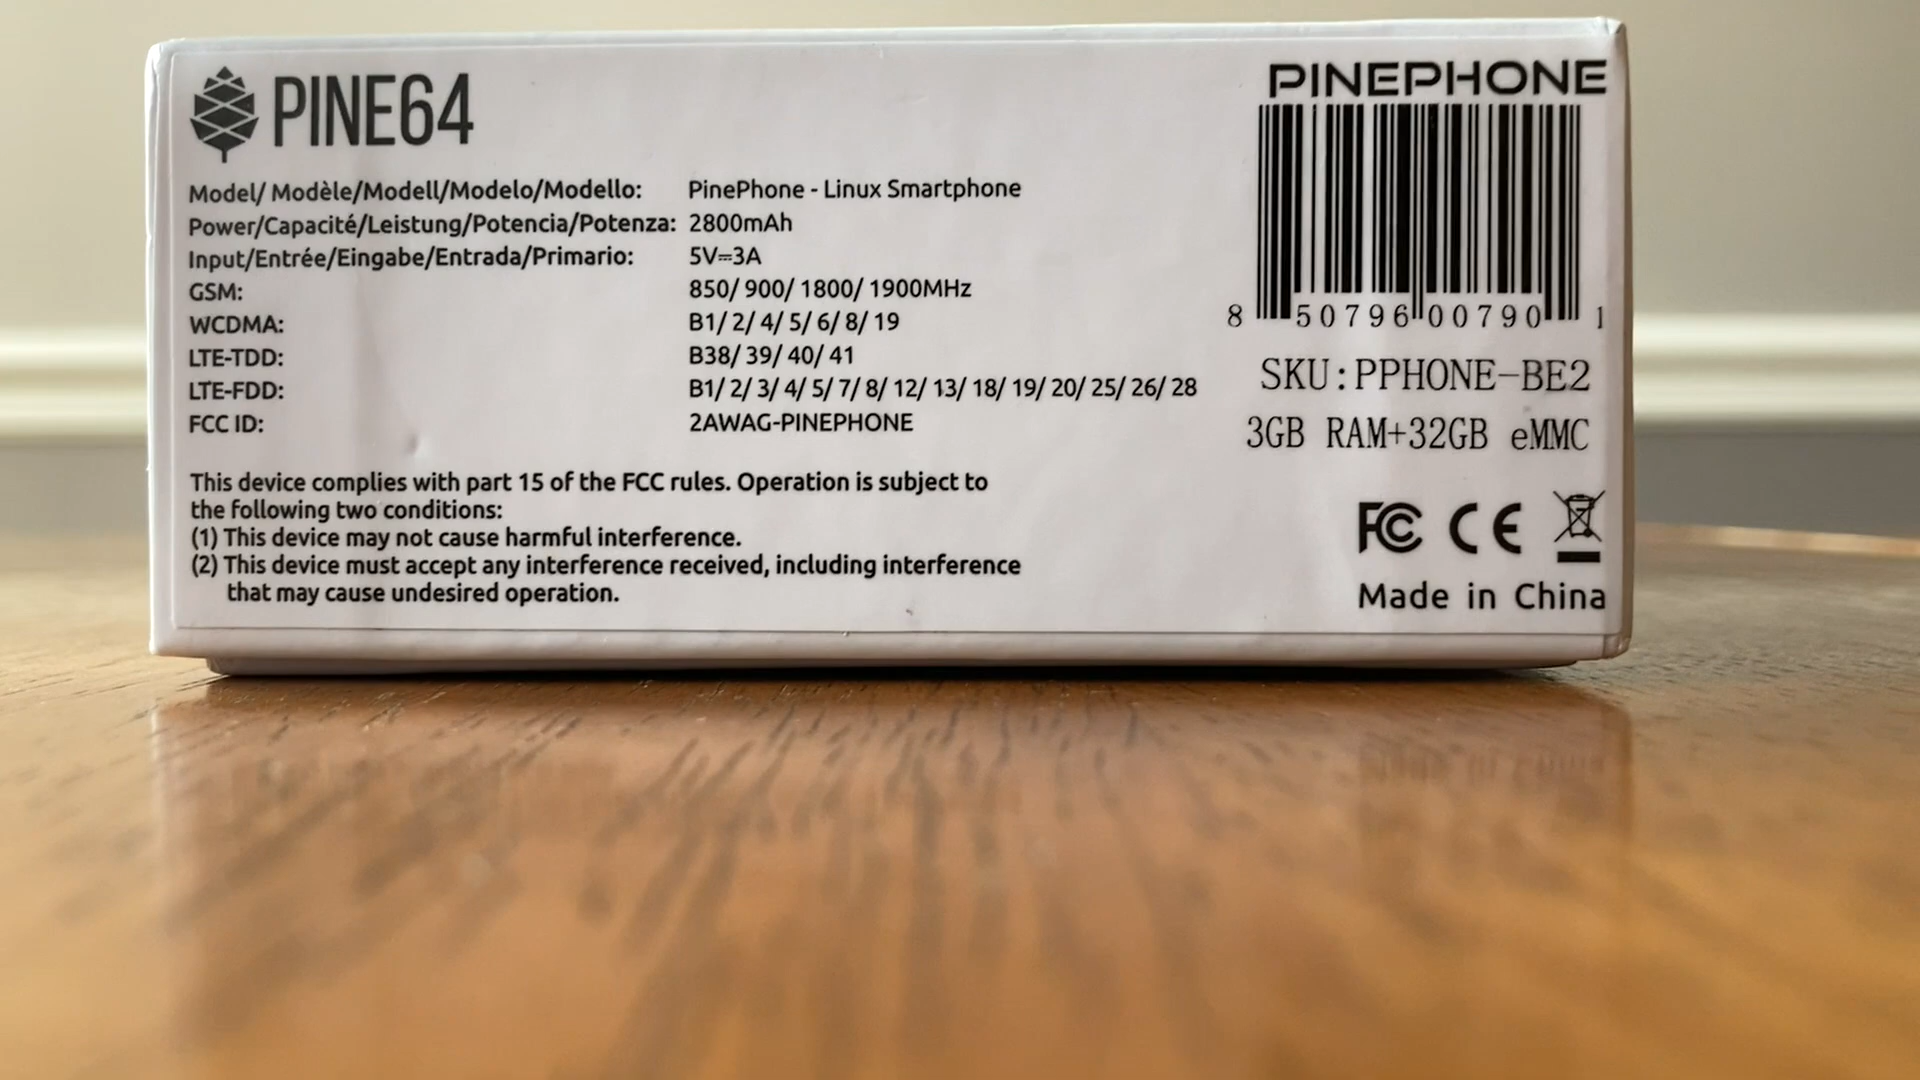 PINE64
Model/ Modèle/Modell/Modelo/Modello: PinePhone - Linux Smartphone
Power/Capacité/Leistung/Potencia/Potenza: 2800mAh
Input/Entrée/Eingabe/Entrada/Primario: 5V⎓3A
GSM: 850/ 900/ 1800/ 1900MHz
WCDMA: B1/ 2/ 4/ 5/ 6/ 8/ 19
LTE-TDD: B38/ 39/ 40/ 41
LTE-FDD: B1/ 2/ 3/ 4/ 5/ 7/ 8/ 12/ 13/ 18/ 19/ 20/ 25/ 26/ 28
FCC ID: 2AWAG-PINEPHONE
This device complies with part 15 of the FCC rules. Operation is subject to
the following two conditions:
(1) This device may not cause harmful interference.
(2) This device must accept any interference received, including interference
that may cause undesired operation.
PINEPHONE
8 50796 00790 1
SKU:PPHONE-BE2
3GB RAM+32GB eMMC
FC CE
Made in China